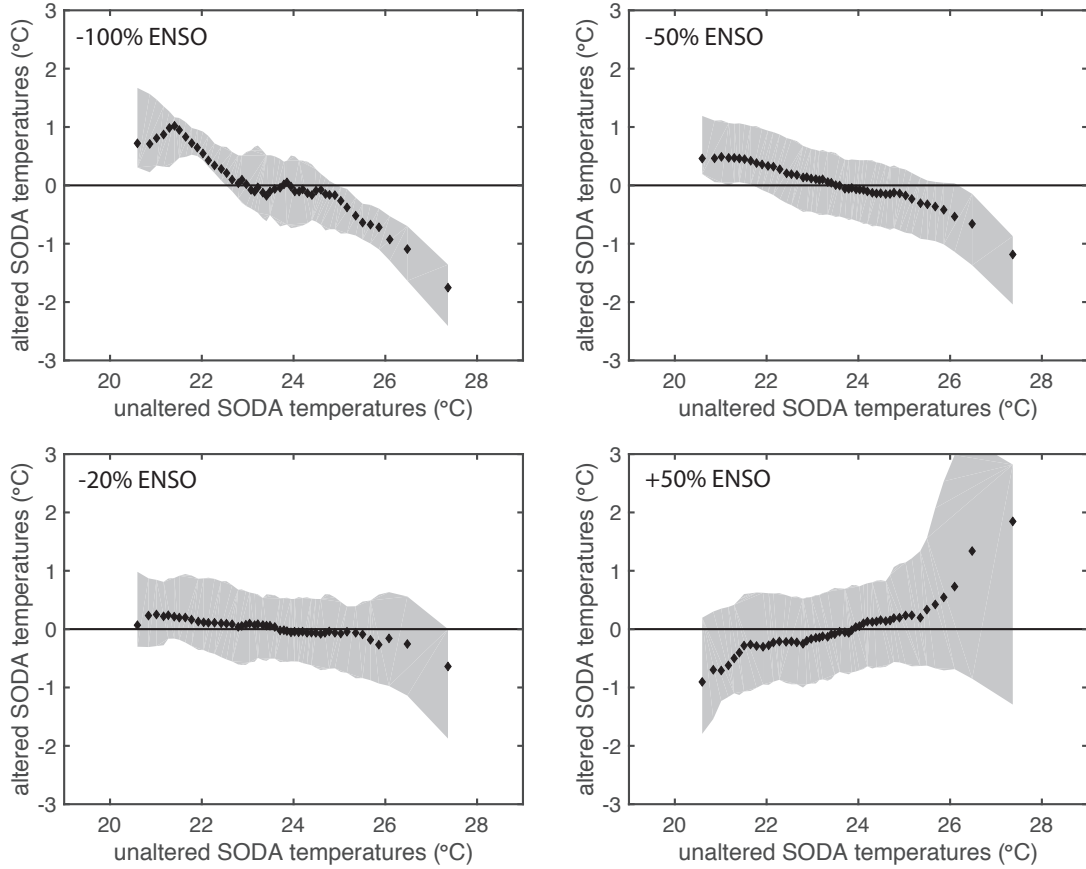 -100% ENSO
altered SODA temperatures (°C)
3
2
1
0
-1
-2
-3
20 22 24 26 28
unaltered SODA temperatures (°C)
-50% ENSO
altered SODA temperatures (°C)
3
2
1
0
-1
-2
-3
20 22 24 26 28
unaltered SODA temperatures (°C)
-20% ENSO
altered SODA temperatures (°C)
3
2
1
0
-1
-2
-3
20 22 24 26 28
unaltered SODA temperatures (°C)
+50% ENSO
altered SODA temperatures (°C)
3
2
1
0
-1
-2
-3
20 22 24 26 28
unaltered SODA temperatures (°C)